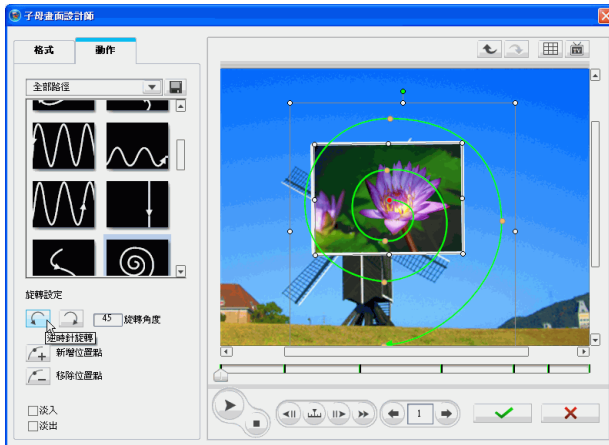 子母畫面設計師
格式 動作
全部路徑
旋轉設定
45 旋轉角度
逆時針旋轉
新增位置點
移除位置點
淡入
淡出
TV
1